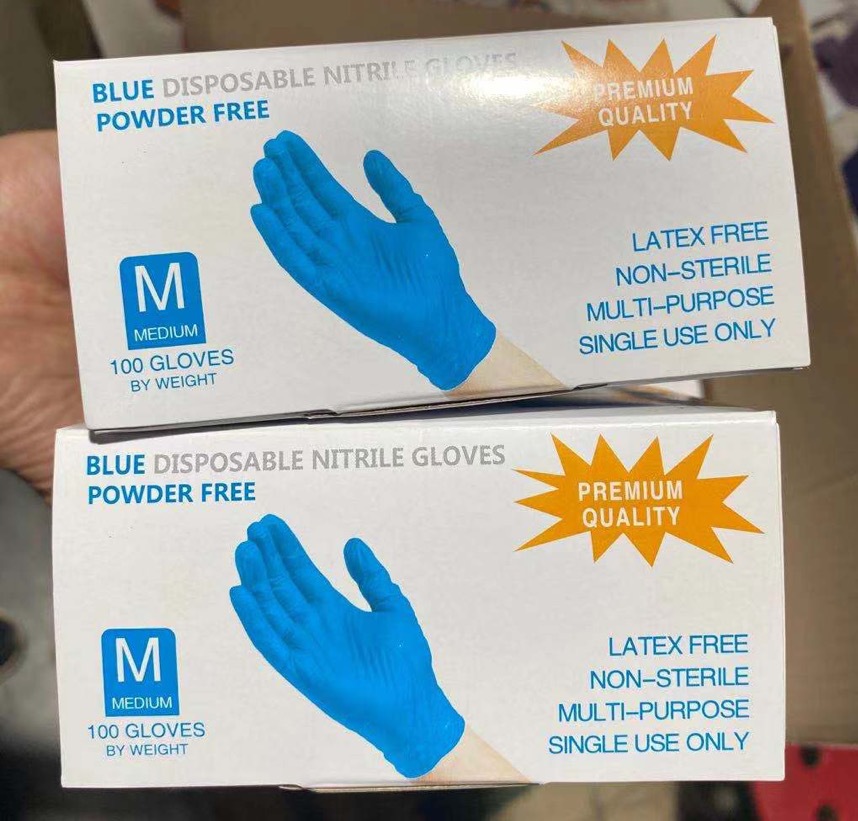 BLUE DISPOSABLE NITRILE GLOVES
POWDER FREE
PREMIUM
QUALITY
LATEX FREE
NON–STERILE
MULTI–PURPOSE
SINGLE USE ONLY
M
MEDIUM
100 GLOVES
BY WEIGHT
BLUE DISPOSABLE NITRILE GLOVES
POWDER FREE
PREMIUM
QUALITY
LATEX FREE
NON–STERILE
MULTI–PURPOSE
SINGLE USE ONLY
M
MEDIUM
100 GLOVES
BY WEIGHT